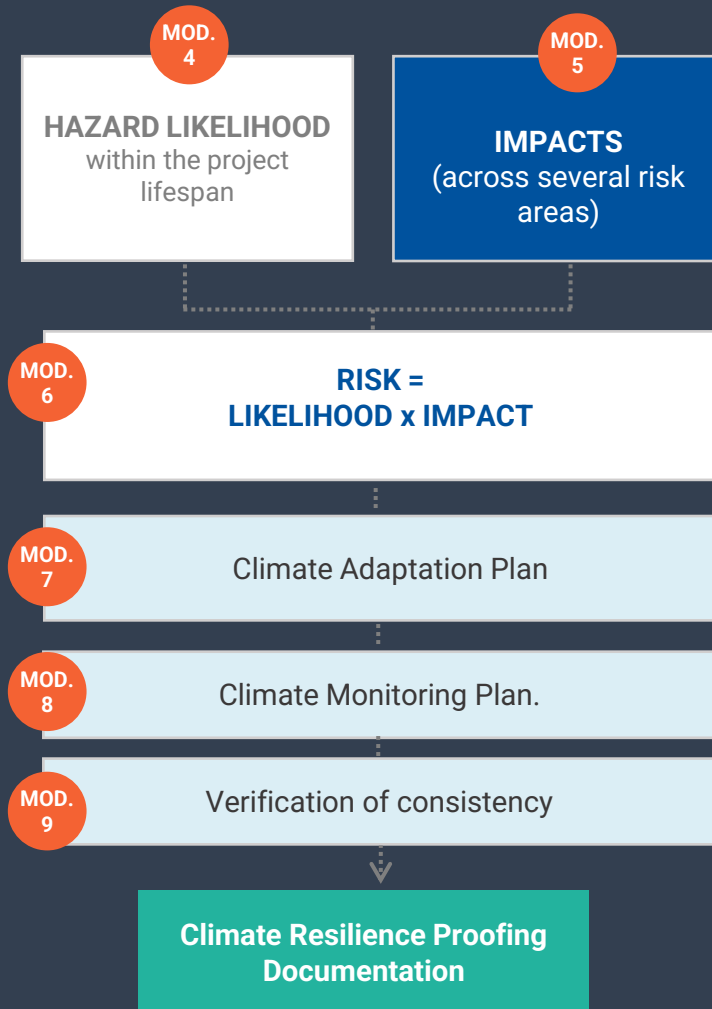 MOD.
4
HAZARD LIKELIHOOD
within the project
lifespan
MOD.
5
IMPACTS
(across several risk
areas)
MOD.
6
RISK =
LIKELIHOOD x IMPACT
MOD.
7
Climate Adaptation Plan
MOD.
8
Climate Monitoring Plan.
MOD.
9
Verification of consistency
Climate Resilience Proofing
Documentation